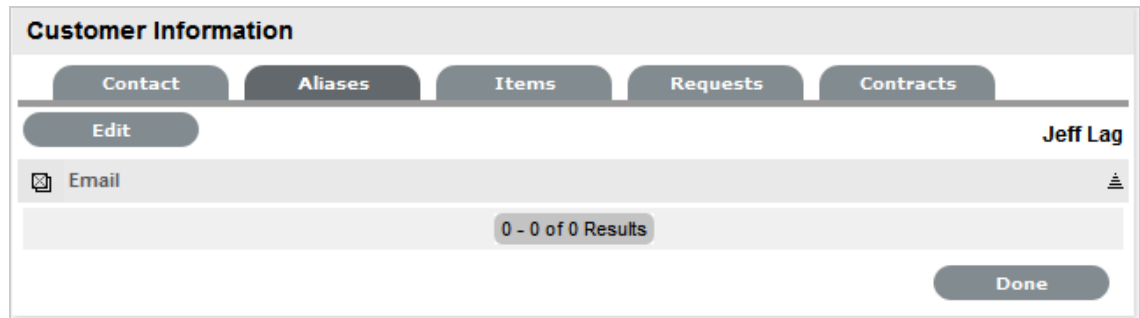 Customer Information
Contact Aliases Items Requests Contracts
Edit Jeff Lag
Email
0 - 0 of 0 Results
Done